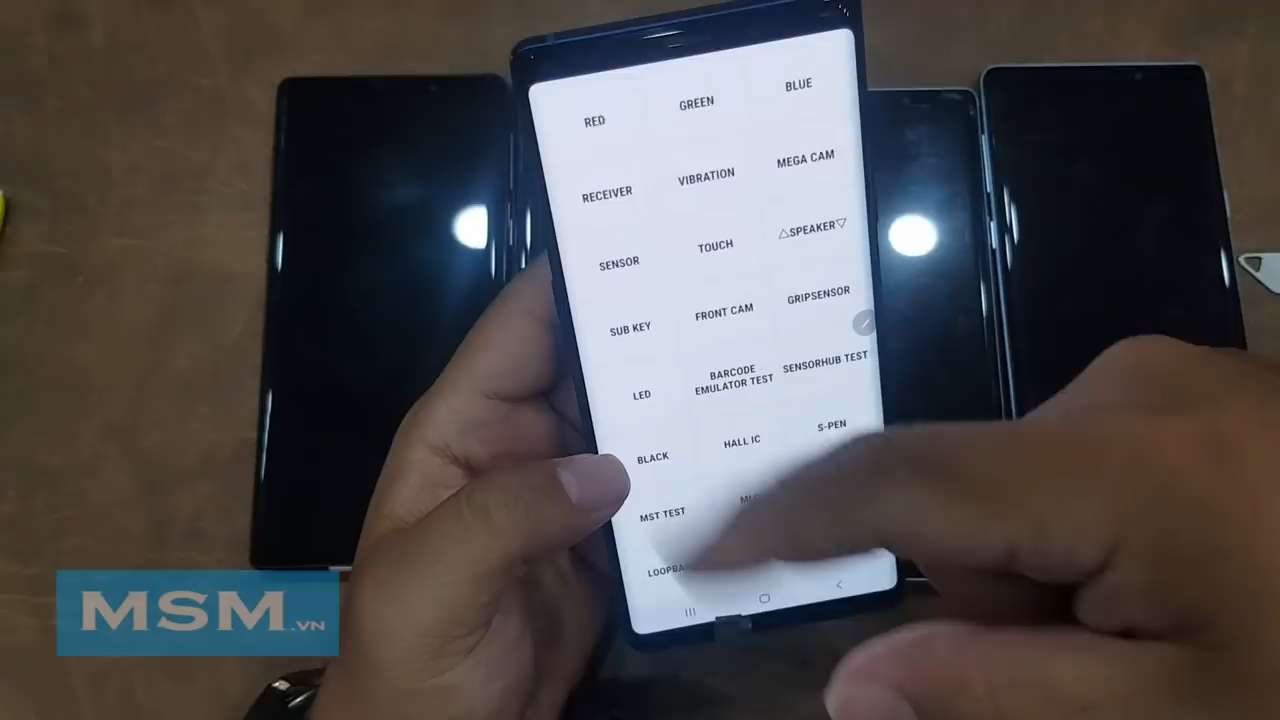 RED GREEN BLUE
RECEIVER VIBRATION MEGA CAM
SENSOR TOUCH △SPEAKER▽
SUB KEY FRONT CAM GRIPSENSOR
LED BARCODE
EMULATOR TEST SENSORHUB TEST
BLACK HALL IC S-PEN
MST TEST
MSM.VN